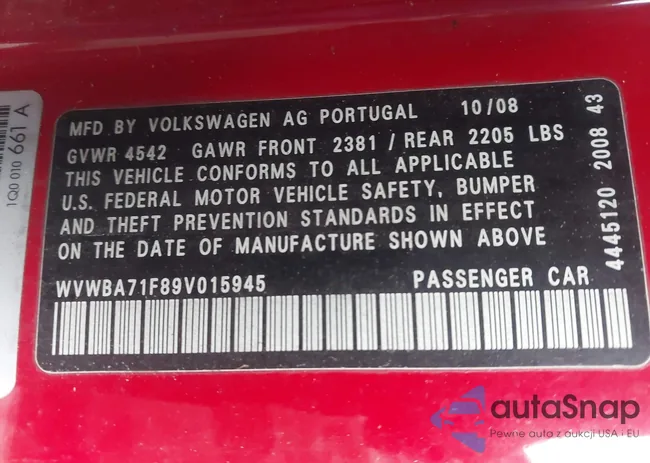 MFD BY VOLKSWAGEN AG PORTUGAL 10/08
GVWR 4542 GAWR FRONT 2381 / REAR 2205 LBS
THIS VEHICLE CONFORMS TO ALL APPLICABLE
U.S. FEDERAL MOTOR VEHICLE SAFETY, BUMPER
AND THEFT PREVENTION STANDARDS IN EFFECT
ON THE DATE OF MANUFACTURE SHOWN ABOVE
WVWBA71F89V015945 PASSENGER CAR
4445120 2008 43
1Q0 010 661 A
autaSnap
Pewne auta z aukcji USA i EU